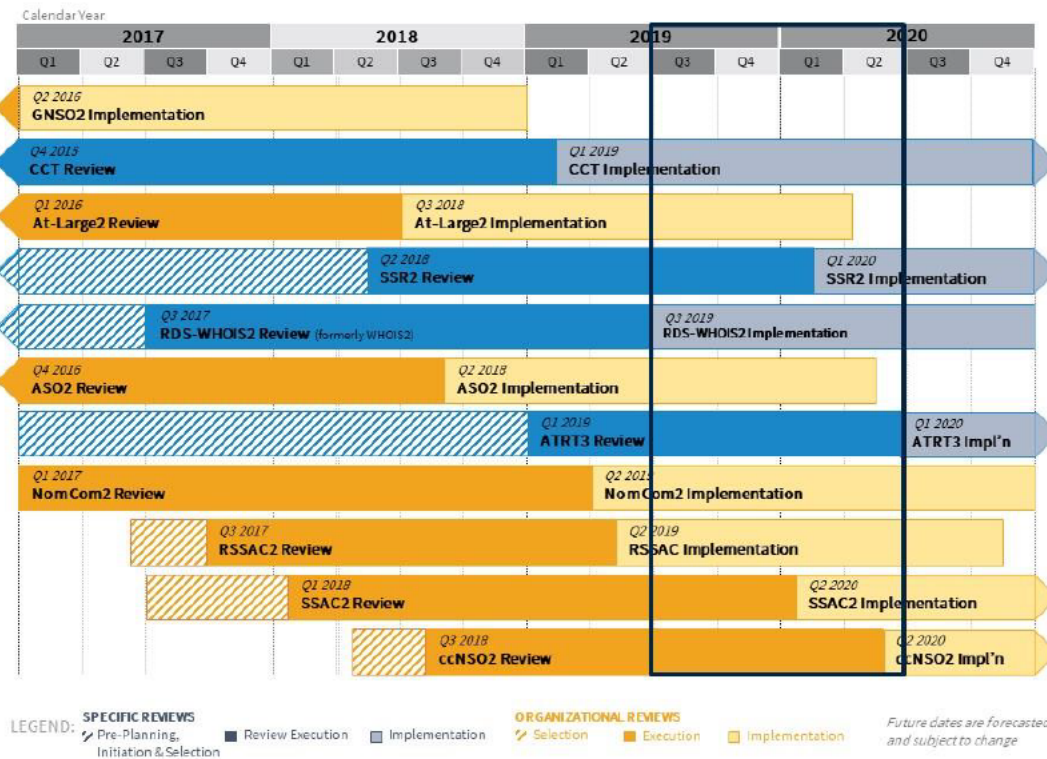 Calendar Year
2017 2018 2019 2020
Q1 Q2 Q3 Q4 Q1 Q2 Q3 Q4 Q1 Q2 Q3 Q4 Q1 Q2 Q3 Q4
Q2 2016
GNSO2 Implementation
Q4 2015 Q1 2019
CCT Review CCT Implementation
Q1 2016 Q3 2018
At-Large2 Review At-Large2 Implementation
Q2 2018 Q1 2020
SSR2 Review SSR2 Implementation
Q3 2017 Q3 2019
RDS-WHOIS2 Review (formerly WHOIS2) RDS-WHOIS2 Implementation
Q4 2016 Q2 2018
ASO2 Review ASO2 Implementation
Q1 2019 Q1 2020
ATRT3 Review ATRT3 Impl'n
Q1 2017 Q2 2019
NomCom2 Review NomCom2 Implementation
Q3 2017 Q2 2019
RSSAC2 Review RSSAC Implementation
Q1 2018 Q2 2020
SSAC2 Review SSAC2 Implementation
Q3 2018 Q2 2020
ccNSO2 Review ccNSO2 Impl'n
LEGEND:
SPECIFIC REVIEWS
Pre-Planning, Review Execution Implementation
Initiation & Selection
ORGANIZATIONAL REVIEWS
Selection Execution Implementation
Future dates are forecasted
and subject to change